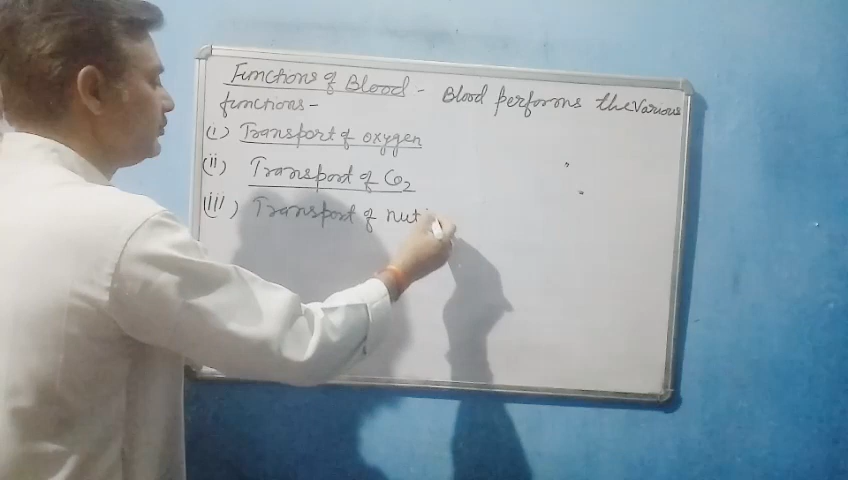 Functions of Blood - Blood performs the various
functions -
(i) Transport of oxygen
(ii) Transport of CO2
(iii) Transport of nut